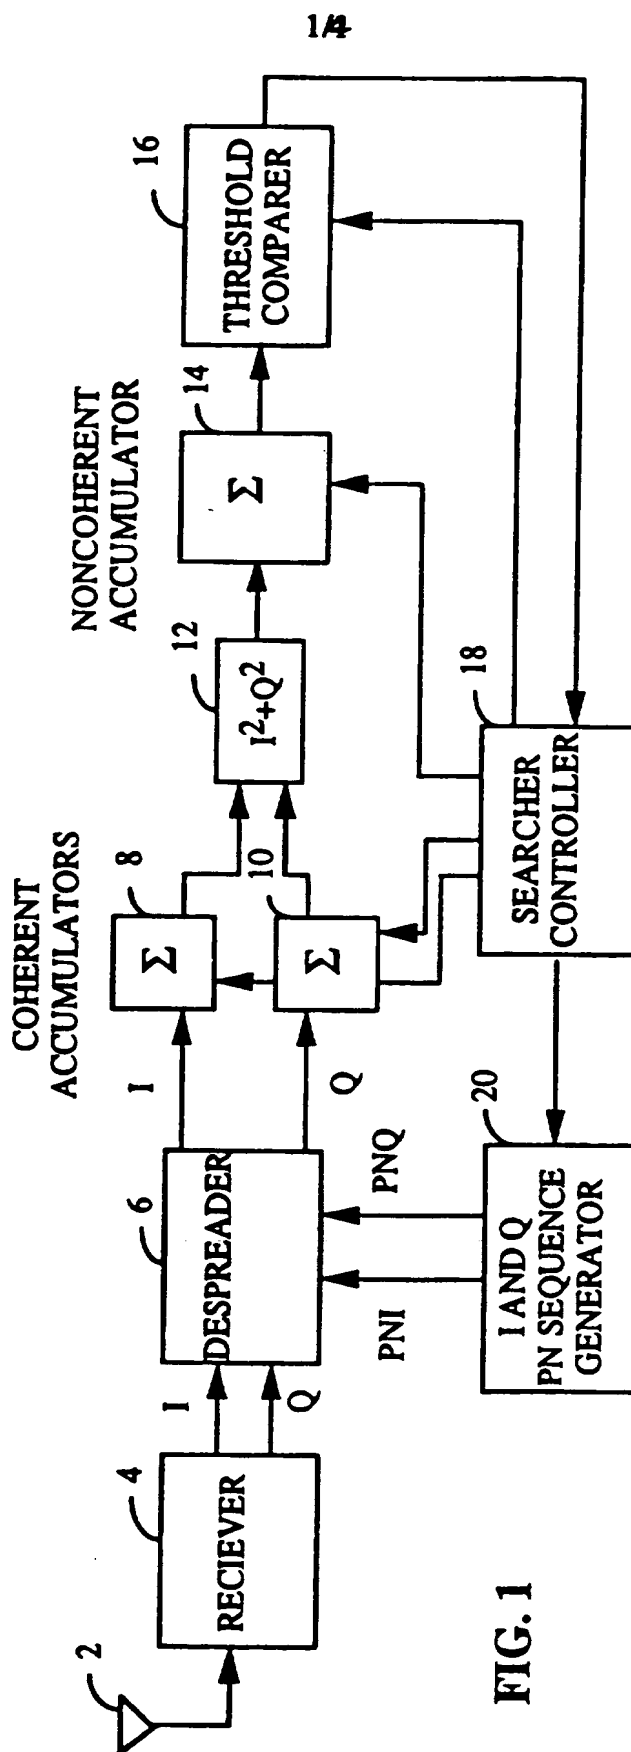 1/4
2
4
RECIEVER
I
Q
6
DESPREADER
I
Q
PNI
PNQ
COHERENT
ACCUMULATORS
8
Σ
10
Σ
12
I²+Q²
NONCOHERENT
ACCUMULATOR
14
Σ
16
THRESHOLD
COMPARER
18
SEARCHER
CONTROLLER
20
I AND Q
PN SEQUENCE
GENERATOR
FIG. 1